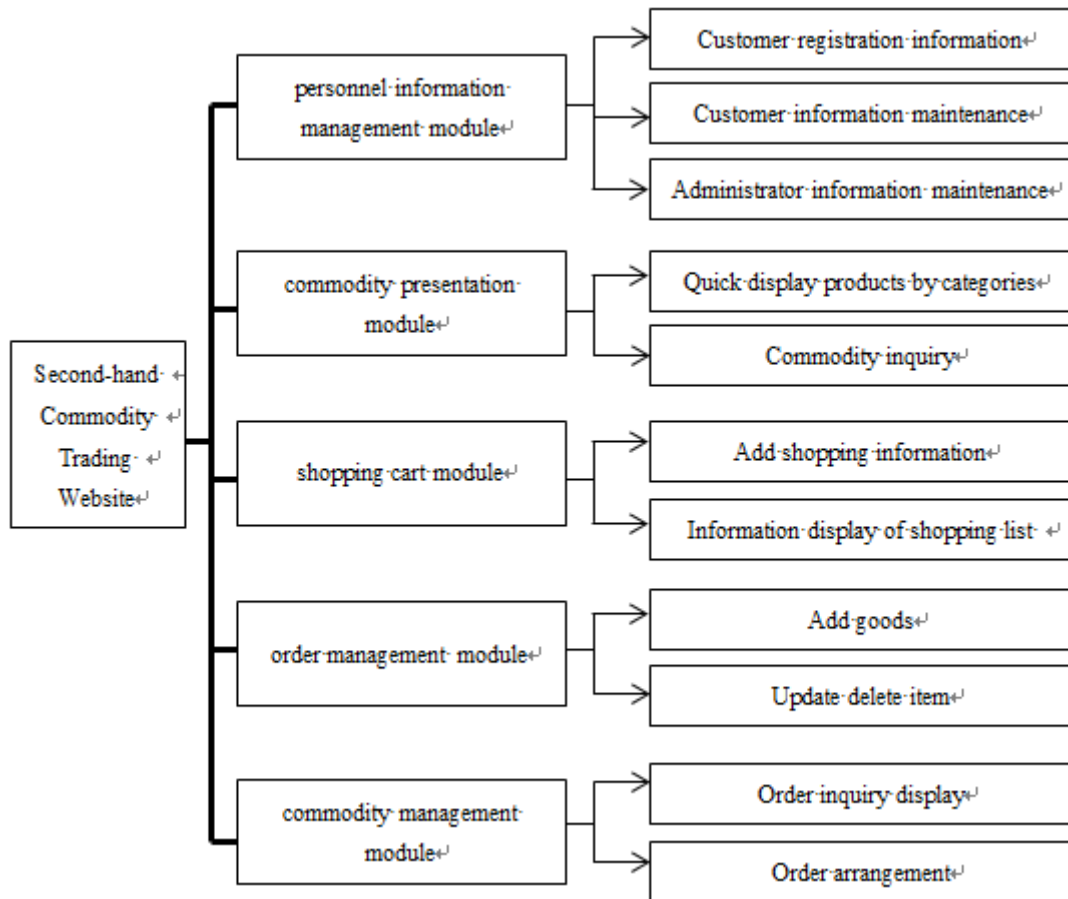 Second-hand
Commodity
Trading
Website
personnel information
management module
Customer registration information
Customer information maintenance
Administrator information maintenance
commodity presentation
module
Quick display products by categories
Commodity inquiry
shopping cart module
Add shopping information
Information display of shopping list
order management module
Add goods
Update delete item
commodity management
module
Order inquiry display
Order arrangement